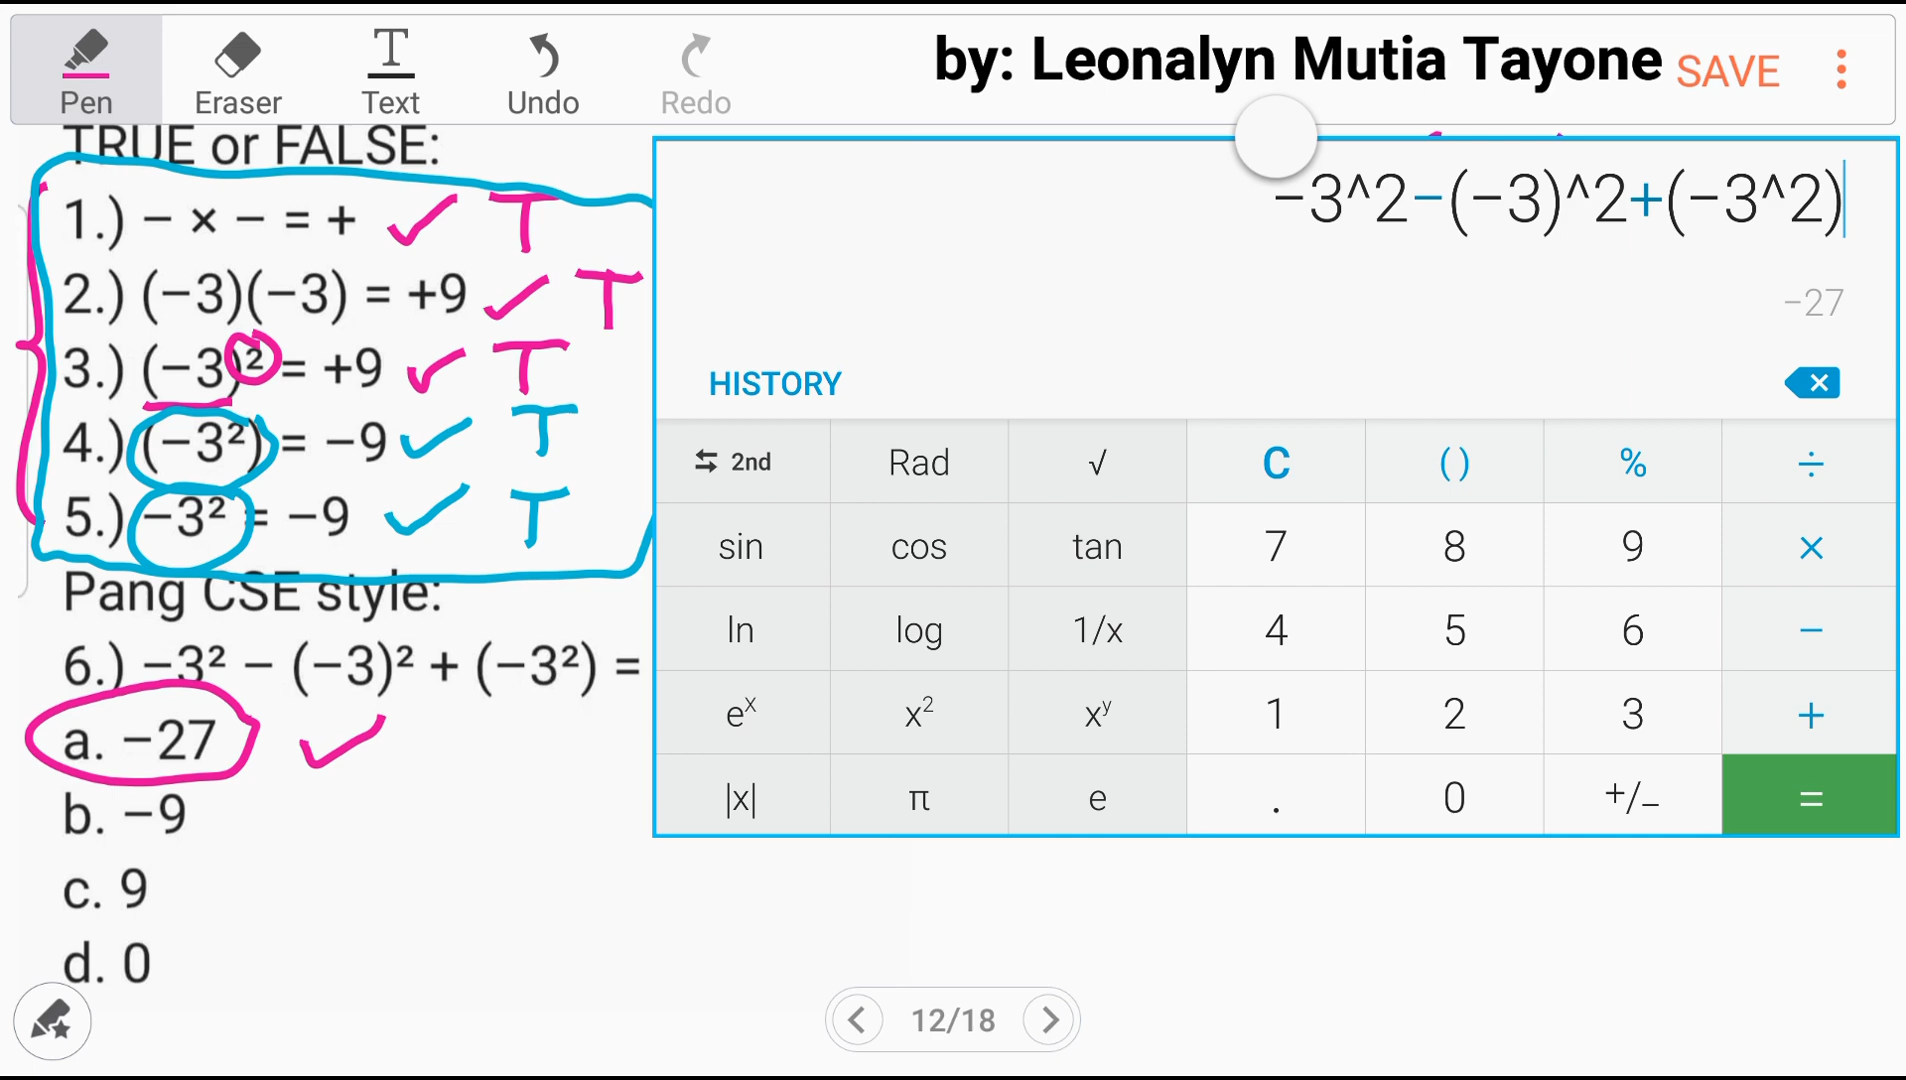 Pen
Eraser
T
Text
Undo
Redo
by: Leonalyn Mutia Tayone
SAVE
TRUE or FALSE:
1.) − × − = + ✓ T
2.) (−3)(−3) = +9 ✓ T
3.) (−3)² = +9 ✓ T
4.) (−3²) = −9 ✓ T
5.) −3² = −9 ✓ T
Pang CSE style:
6.) −3² − (−3)² + (−3²) =
a. −27 ✓
b. −9
c. 9
d. 0
−3^2−(−3)^2+(−3^2)
−27
HISTORY
2nd Rad √ C ( ) % ÷
sin cos tan 7 8 9 ×
ln log 1/x 4 5 6 −
eˣ x² xʸ 1 2 3 +
|x| π e . 0 +/− =
12/18